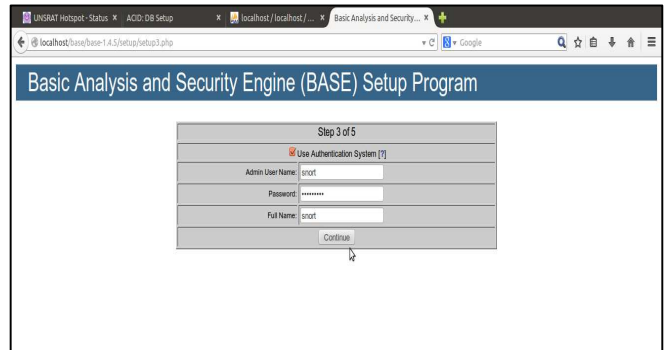 UNSRAT Hotspot - Status
ACID: DB Setup
localhost / localhost / ...
Basic Analysis and Security...
localhost/base/base-1.4.5/setup/setup3.php
Google
Basic Analysis and Security Engine (BASE) Setup Program
Step 3 of 5
Use Authentication System [?]
Admin User Name: snort
Password: •••••••••
Full Name: snort
Continue